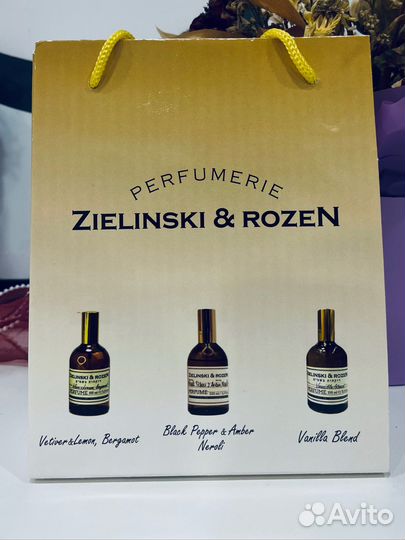 PERFUMERIE
ZIELINSKI & ROZEN
ZIELINSKI & ROZEN
PERFUME
ZIELINSKI & ROZEN
PERFUME
ZIELINSKI & ROZEN
PERFUME
Vetiver&Lemon, Bergamot
Black Pepper & Amber
Neroli
Vanilla Blend
Avito